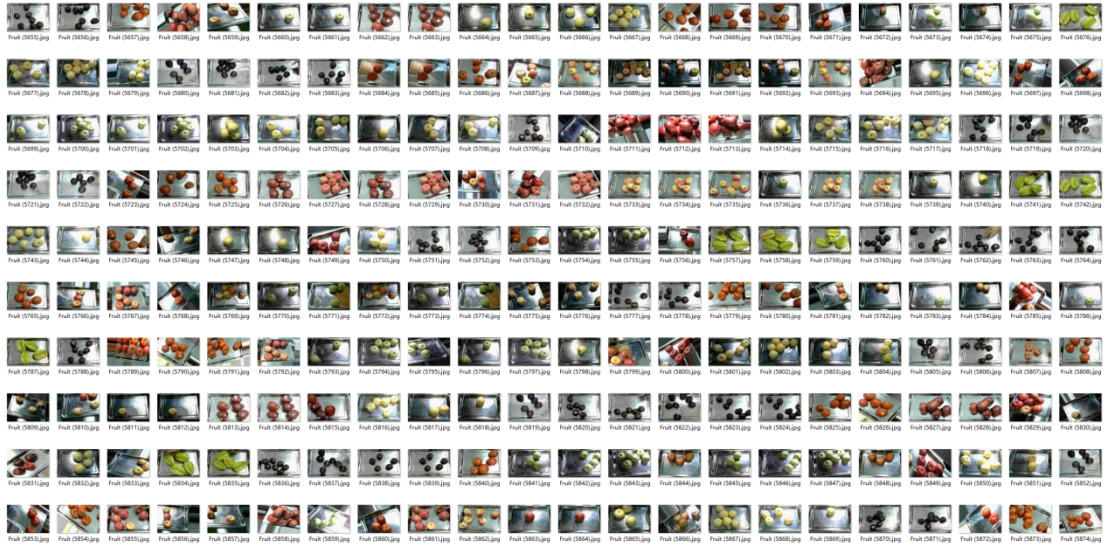 Fruit (5655).jpg Fruit (5656).jpg Fruit (5657).jpg Fruit (5658).jpg Fruit (5659).jpg Fruit (5660).jpg Fruit (5661).jpg Fruit (5662).jpg Fruit (5663).jpg Fruit (5664).jpg Fruit (5665).jpg Fruit (5666).jpg Fruit (5667).jpg Fruit (5668).jpg Fruit (5669).jpg Fruit (5670).jpg Fruit (5671).jpg Fruit (5672).jpg Fruit (5673).jpg Fruit (5674).jpg Fruit (5675).jpg Fruit (5676).jpg
Fruit (5677).jpg Fruit (5678).jpg Fruit (5679).jpg Fruit (5680).jpg Fruit (5681).jpg Fruit (5682).jpg Fruit (5683).jpg Fruit (5684).jpg Fruit (5685).jpg Fruit (5686).jpg Fruit (5687).jpg Fruit (5688).jpg Fruit (5689).jpg Fruit (5690).jpg Fruit (5691).jpg Fruit (5692).jpg Fruit (5693).jpg Fruit (5694).jpg Fruit (5695).jpg Fruit (5696).jpg Fruit (5697).jpg Fruit (5698).jpg
Fruit (5699).jpg Fruit (5700).jpg Fruit (5701).jpg Fruit (5702).jpg Fruit (5703).jpg Fruit (5704).jpg Fruit (5705).jpg Fruit (5706).jpg Fruit (5707).jpg Fruit (5708).jpg Fruit (5709).jpg Fruit (5710).jpg Fruit (5711).jpg Fruit (5712).jpg Fruit (5713).jpg Fruit (5714).jpg Fruit (5715).jpg Fruit (5716).jpg Fruit (5717).jpg Fruit (5718).jpg Fruit (5719).jpg Fruit (5720).jpg
Fruit (5721).jpg Fruit (5722).jpg Fruit (5723).jpg Fruit (5724).jpg Fruit (5725).jpg Fruit (5726).jpg Fruit (5727).jpg Fruit (5728).jpg Fruit (5729).jpg Fruit (5730).jpg Fruit (5731).jpg Fruit (5732).jpg Fruit (5733).jpg Fruit (5734).jpg Fruit (5735).jpg Fruit (5736).jpg Fruit (5737).jpg Fruit (5738).jpg Fruit (5739).jpg Fruit (5740).jpg Fruit (5741).jpg Fruit (5742).jpg
Fruit (5743).jpg Fruit (5744).jpg Fruit (5745).jpg Fruit (5746).jpg Fruit (5747).jpg Fruit (5748).jpg Fruit (5749).jpg Fruit (5750).jpg Fruit (5751).jpg Fruit (5752).jpg Fruit (5753).jpg Fruit (5754).jpg Fruit (5755).jpg Fruit (5756).jpg Fruit (5757).jpg Fruit (5758).jpg Fruit (5759).jpg Fruit (5760).jpg Fruit (5761).jpg Fruit (5762).jpg Fruit (5763).jpg Fruit (5764).jpg
Fruit (5765).jpg Fruit (5766).jpg Fruit (5767).jpg Fruit (5768).jpg Fruit (5769).jpg Fruit (5770).jpg Fruit (5771).jpg Fruit (5772).jpg Fruit (5773).jpg Fruit (5774).jpg Fruit (5775).jpg Fruit (5776).jpg Fruit (5777).jpg Fruit (5778).jpg Fruit (5779).jpg Fruit (5780).jpg Fruit (5781).jpg Fruit (5782).jpg Fruit (5783).jpg Fruit (5784).jpg Fruit (5785).jpg Fruit (5786).jpg
Fruit (5787).jpg Fruit (5788).jpg Fruit (5789).jpg Fruit (5790).jpg Fruit (5791).jpg Fruit (5792).jpg Fruit (5793).jpg Fruit (5794).jpg Fruit (5795).jpg Fruit (5796).jpg Fruit (5797).jpg Fruit (5798).jpg Fruit (5799).jpg Fruit (5800).jpg Fruit (5801).jpg Fruit (5802).jpg Fruit (5803).jpg Fruit (5804).jpg Fruit (5805).jpg Fruit (5806).jpg Fruit (5807).jpg Fruit (5808).jpg
Fruit (5809).jpg Fruit (5810).jpg Fruit (5811).jpg Fruit (5812).jpg Fruit (5813).jpg Fruit (5814).jpg Fruit (5815).jpg Fruit (5816).jpg Fruit (5817).jpg Fruit (5818).jpg Fruit (5819).jpg Fruit (5820).jpg Fruit (5821).jpg Fruit (5822).jpg Fruit (5823).jpg Fruit (5824).jpg Fruit (5825).jpg Fruit (5826).jpg Fruit (5827).jpg Fruit (5828).jpg Fruit (5829).jpg Fruit (5830).jpg
Fruit (5831).jpg Fruit (5832).jpg Fruit (5833).jpg Fruit (5834).jpg Fruit (5835).jpg Fruit (5836).jpg Fruit (5837).jpg Fruit (5838).jpg Fruit (5839).jpg Fruit (5840).jpg Fruit (5841).jpg Fruit (5842).jpg Fruit (5843).jpg Fruit (5844).jpg Fruit (5845).jpg Fruit (5846).jpg Fruit (5847).jpg Fruit (5848).jpg Fruit (5849).jpg Fruit (5850).jpg Fruit (5851).jpg Fruit (5852).jpg
Fruit (5853).jpg Fruit (5854).jpg Fruit (5855).jpg Fruit (5856).jpg Fruit (5857).jpg Fruit (5858).jpg Fruit (5859).jpg Fruit (5860).jpg Fruit (5861).jpg Fruit (5862).jpg Fruit (5863).jpg Fruit (5864).jpg Fruit (5865).jpg Fruit (5866).jpg Fruit (5867).jpg Fruit (5868).jpg Fruit (5869).jpg Fruit (5870).jpg Fruit (5871).jpg Fruit (5872).jpg Fruit (5873).jpg Fruit (5874).jpg